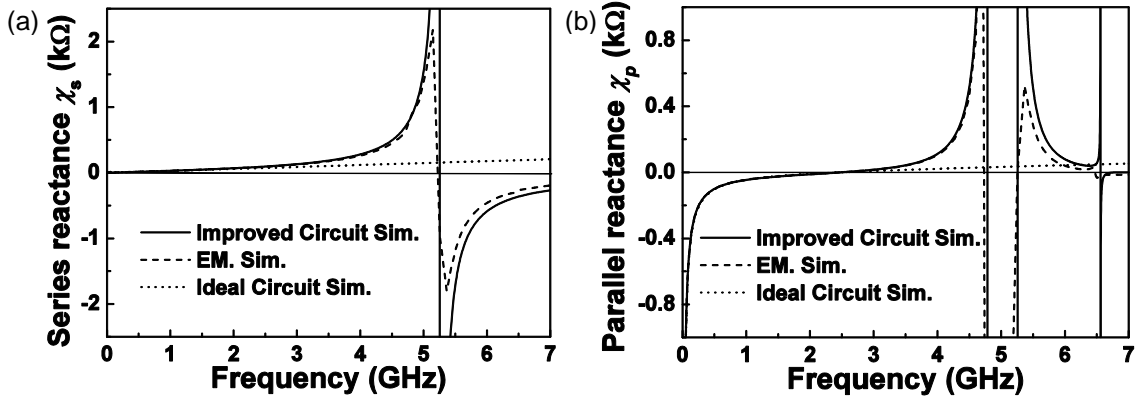 (a)
Series reactance χs (kΩ)
2
1
0
-1
-2
Improved Circuit Sim.
EM. Sim.
Ideal Circuit Sim.
0 1 2 3 4 5 6 7
Frequency (GHz)
(b)
Parallel reactance χp (kΩ)
0.8
0.4
0.0
-0.4
-0.8
Improved Circuit Sim.
EM. Sim.
Ideal Circuit Sim.
0 1 2 3 4 5 6 7
Frequency (GHz)